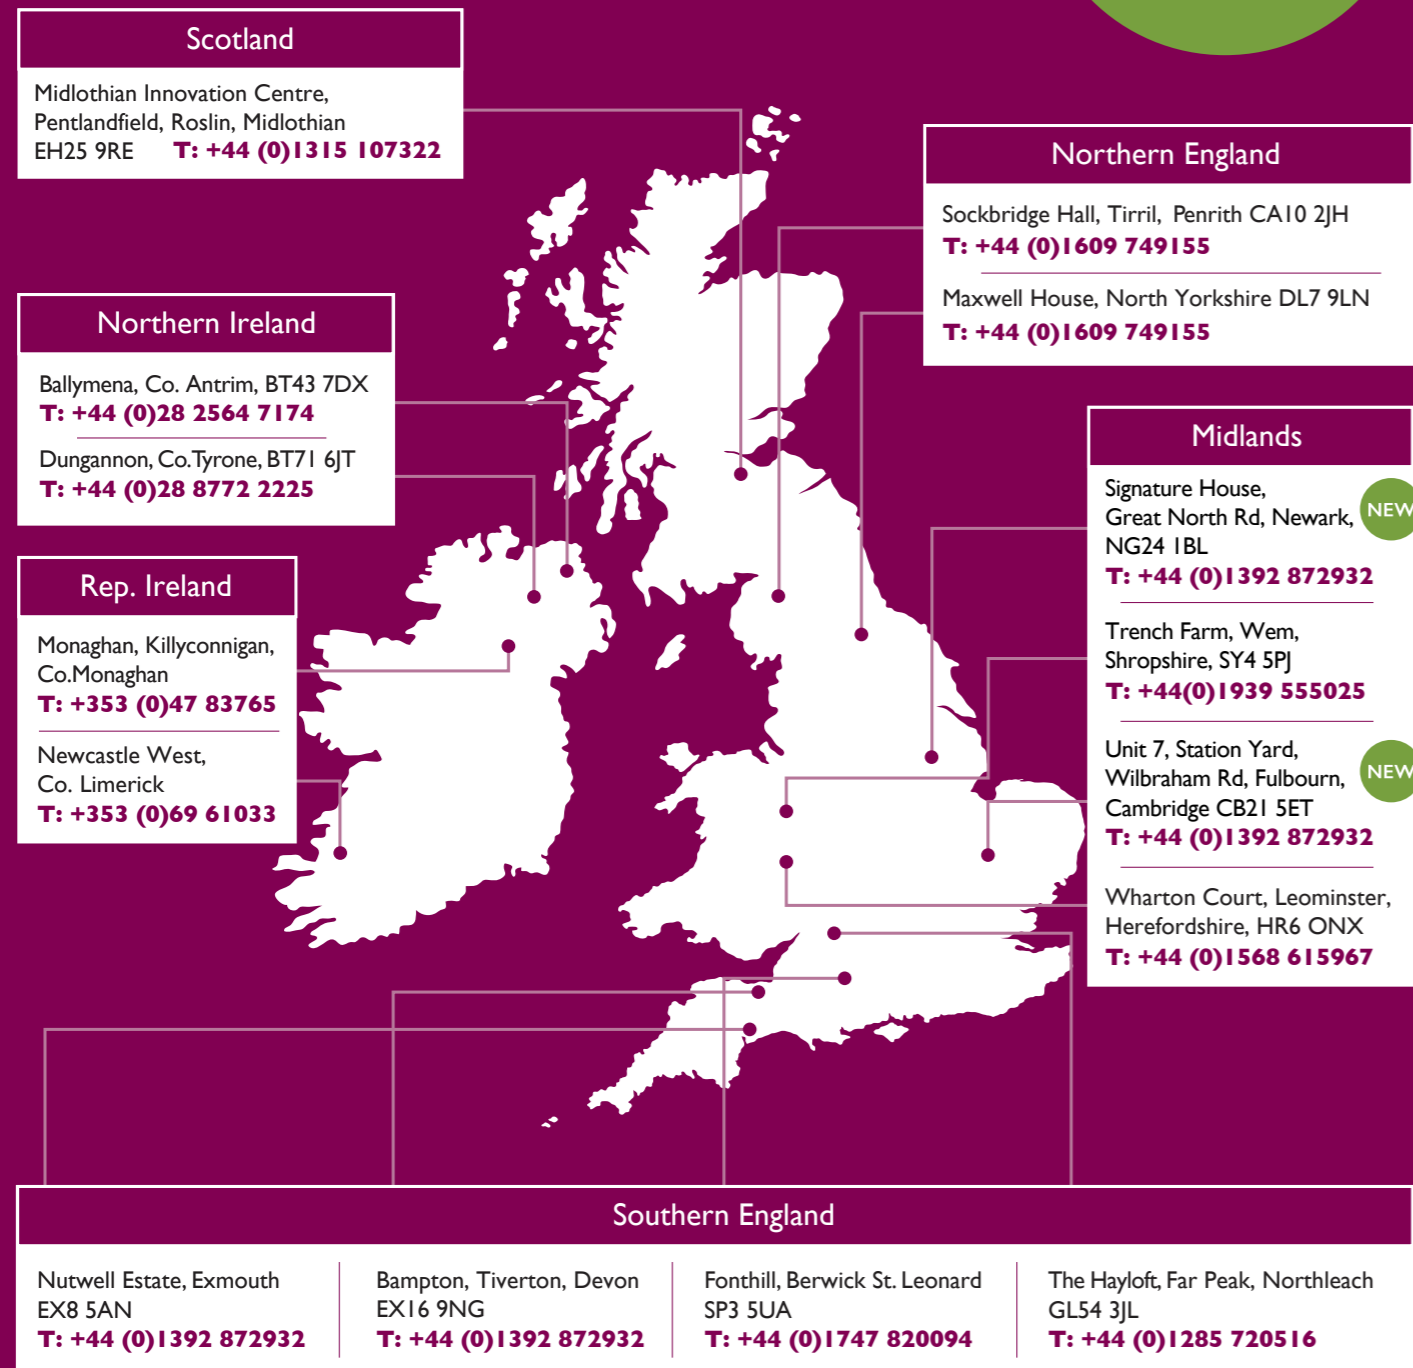 Scotland
Midlothian Innovation Centre,
Pentlandfield, Roslin, Midlothian
EH25 9RE T: +44 (0)1315 107322
Northern England
Sockbridge Hall, Tirril, Penrith CA10 2JH
T: +44 (0)1609 749155
Maxwell House, North Yorkshire DL7 9LN
T: +44 (0)1609 749155
Northern Ireland
Ballymena, Co. Antrim, BT43 7DX
T: +44 (0)28 2564 7174
Dungannon, Co.Tyrone, BT71 6JT
T: +44 (0)28 8772 2225
Midlands
Signature House,
Great North Rd, Newark,
NG24 1BL
T: +44 (0)1392 872932
NEW
Trench Farm, Wem,
Shropshire, SY4 5PJ
T: +44(0)1939 555025
Unit 7, Station Yard,
Wilbraham Rd, Fulbourn,
Cambridge CB21 5ET
T: +44 (0)1392 872932
NEW
Wharton Court, Leominster,
Herefordshire, HR6 ONX
T: +44 (0)1568 615967
Rep. Ireland
Monaghan, Killyconnigan,
Co.Monaghan
T: +353 (0)47 83765
Newcastle West,
Co. Limerick
T: +353 (0)69 61033
Southern England
Nutwell Estate, Exmouth
EX8 5AN
T: +44 (0)1392 872932
Bampton, Tiverton, Devon
EX16 9NG
T: +44 (0)1392 872932
Fonthill, Berwick St. Leonard
SP3 5UA
T: +44 (0)1747 820094
The Hayloft, Far Peak, Northleach
GL54 3JL
T: +44 (0)1285 720516